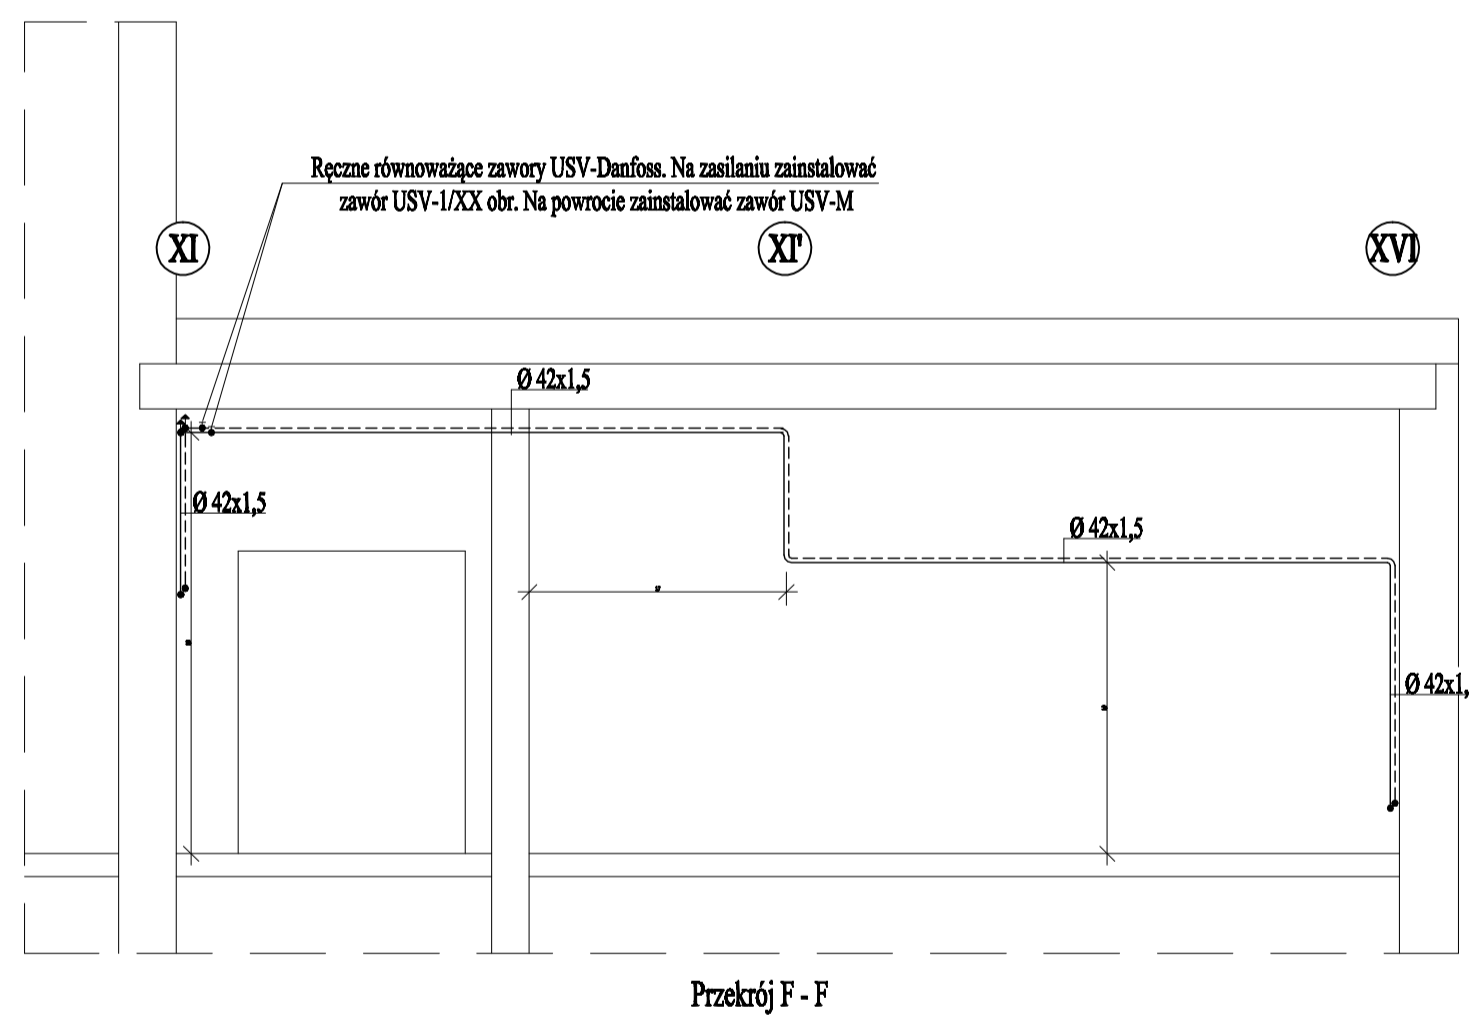 Ręczne równoważące zawory USV-Danfoss. Na zasilaniu zainstalować
zawór USV-1/XX obr. Na powrocie zainstalować zawór USV-M
XI
XI'
XVI
Ø 42x1,5
Ø 42x1,5
Ø 42x1,5
Ø 42x1,
Przekrój F - F